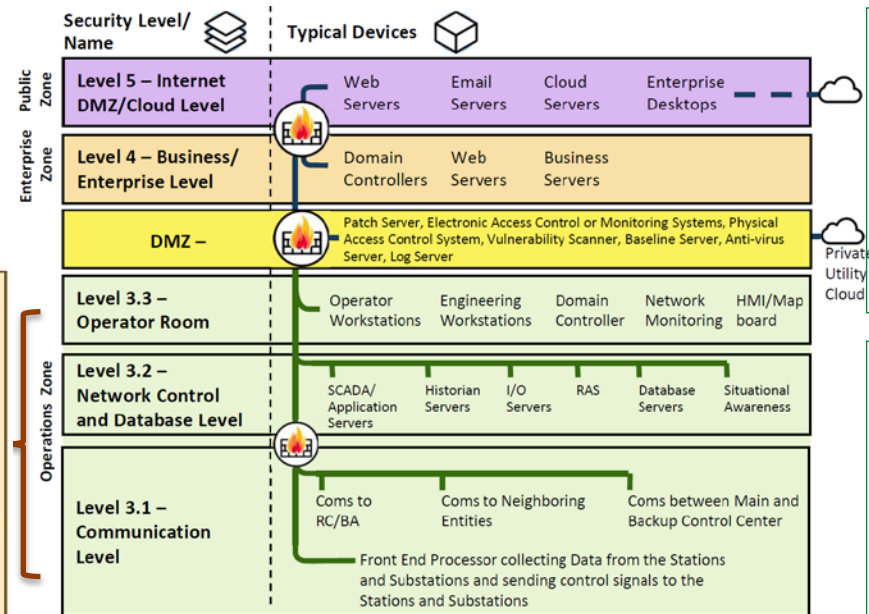 Security Level/
Name
Typical Devices
Public
Zone
Level 5 – Internet
DMZ/Cloud Level
Web
Servers
Email
Servers
Cloud
Servers
Enterprise
Desktops
Enterprise
Zone
Level 4 – Business/
Enterprise Level
Domain
Controllers
Web
Servers
Business
Servers
DMZ –
Patch Server, Electronic Access Control or Monitoring Systems, Physical
Access Control System, Vulnerability Scanner, Baseline Server, Anti-virus
Server, Log Server
Private
Utility
Cloud
Operations Zone
Level 3.3 –
Operator Room
Operator
Workstations
Engineering
Workstations
Domain
Controller
Network
Monitoring
HMI/Map
board
Level 3.2 –
Network Control
and Database Level
SCADA/
Application
Servers
Historian
Servers
I/O
Servers
RAS
Database
Servers
Situational
Awareness
Level 3.1 –
Communication
Level
Coms to
RC/BA
Coms to Neighboring
Entities
Coms between Main and
Backup Control Center
Front End Processor collecting Data from the Stations
and Substations and sending control signals to the
Stations and Substations